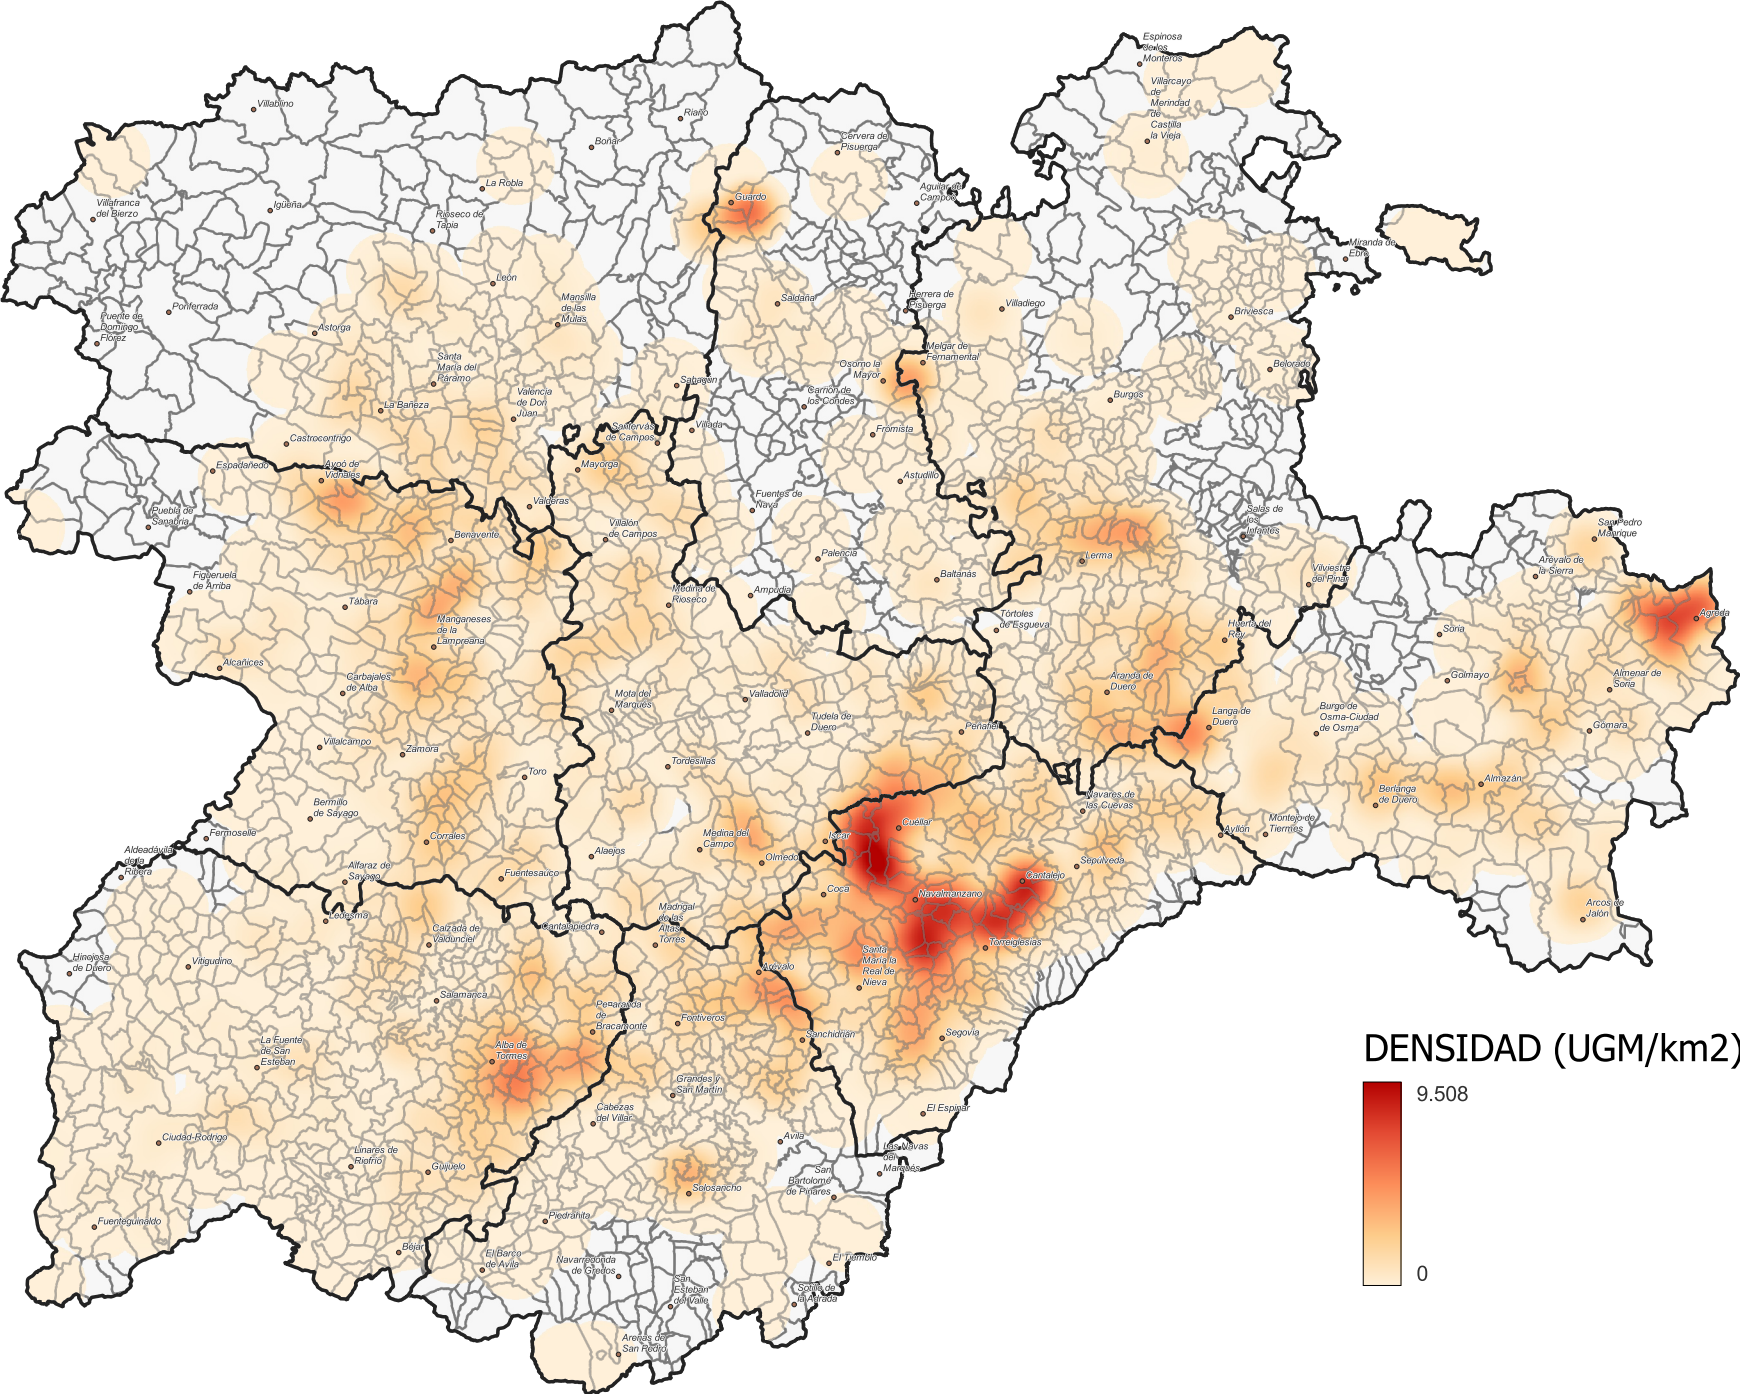 Espinosa
de los
Monteros
Villablino
Villarcayo
de
Merindad
de
Castilla
la Vieja
Riaño
Boñar
Cervera de
Pisuerga
La Robla
Aguilar de
Campoo
Guardo
Villafranca
del Bierzo
Igüeña
Rioseco de
Tapia
Miranda de
Ebro
León
Mansilla
de las
Mulas
Saldaña
Herrera de
Pisuerga
Villadiego
Ponferrada
Puente de
Domingo
Flórez
Astorga
Briviesca
Melgar de
Fernamental
Santa
María del
Páramo
Osorno la
Mayor
Belorado
Sahagún
Carrión de
los Condes
Valencia
de Don
Juan
Burgos
La Bañeza
Santervás
de Campos
Villada
Fromista
Castrocontrigo
Espadañedo
Ayoó de
Vidriales
Mayorga
Astudillo
Valderas
Fuentes de
Nava
Puebla de
Sanabria
Salas de
los
Infantes
San Pedro
Manrique
Villalón
de Campos
Benavente
Palencia
Lerma
Arévalo de
la Sierra
Figueruela
de Arriba
Baltanás
Vilviestre
del Pinar
Tábara
Medina de
Rioseco
Ampudia
Ágreda
Manganeses
de la
Lampreana
Tórtoles
de Esgueva
Huerta del
Rey
Soria
Alcañices
Carbajales
de Alba
Aranda de
Duero
Golmayo
Almenar de
Soria
Mota del
Marqués
Valladolid
Tudela de
Duero
Peñafiel
Langa de
Duero
Burgo de
Osma-Ciudad
de Osma
Gómara
Villalcampo
Zamora
Toro
Tordesillas
Almazán
Berlanga
de Duero
Bermillo
de Sayago
Navares de
las Cuevas
Fermoselle
Corrales
Medina del
Campo
Iscar
Cuéllar
Ayllón
Montejo de
Tiermes
Aldeadávila
de la
Ribera
Alaejos
Olmedo
Sepúlveda
Alfaraz de
Sayago
Fuentesauco
Coca
Navalmanzano
Cantalejo
Ledesma
Calzada de
Valdunciel
Cantalapiedra
Madrigal
de las
Altas
Torres
Arcos de
Jalón
Hinojosa
de Duero
Vitigudino
Arévalo
Santa
María la
Real de
Nieva
Torreiglesias
Salamanca
Peñaranda
de
Bracamonte
Fontiveros
Sanchidrián
Segovia
La Fuente
de San
Esteban
Alba de
Tormes
Grandes y
San Martín
Cabezas
del Villar
El Espinar
Ciudad-Rodrigo
Linares de
Riofrío
Guijuelo
Avila
Las Navas
del
Marqués
San
Bartolomé
de Pinares
Solosancho
Fuenteguinaldo
Piedrahita
Béjar
El Barco
de Avila
Navarredonda
de Gredos
El Tiemblo
San
Esteban
del Valle
Sotillo de
la Adrada
Arenas de
San Pedro
DENSIDAD (UGM/km2)
9.508
0